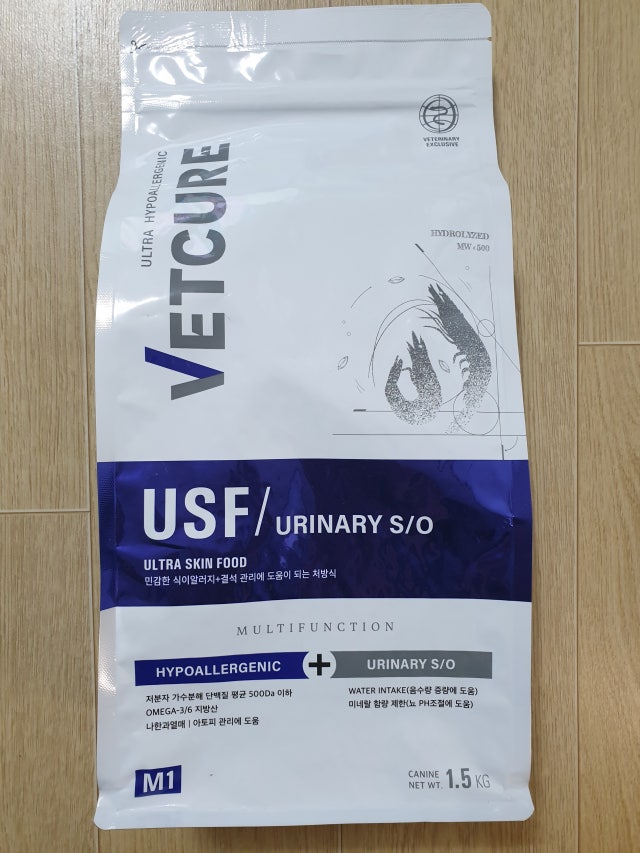 VETERINARY
EXCLUSIVE
ULTRA HYPOALLERGENIC
VETCURE
HYDROLYZED
MW<500
USF/ URINARY S/O
ULTRA SKIN FOOD
민감한 식이알러지+결석 관리에 도움이 되는 처방식
MULTIFUNCTION
HYPOALLERGENIC + URINARY S/O
저분자 가수분해 단백질 평균 500Da 이하
OMEGA-3/6 지방산
나한과열매 | 아토피 관리에 도움
WATER INTAKE(음수량 증량에 도움)
미네랄 함량 제한(뇨 PH조절에 도움)
M1
CANINE
NET WT. 1.5 KG